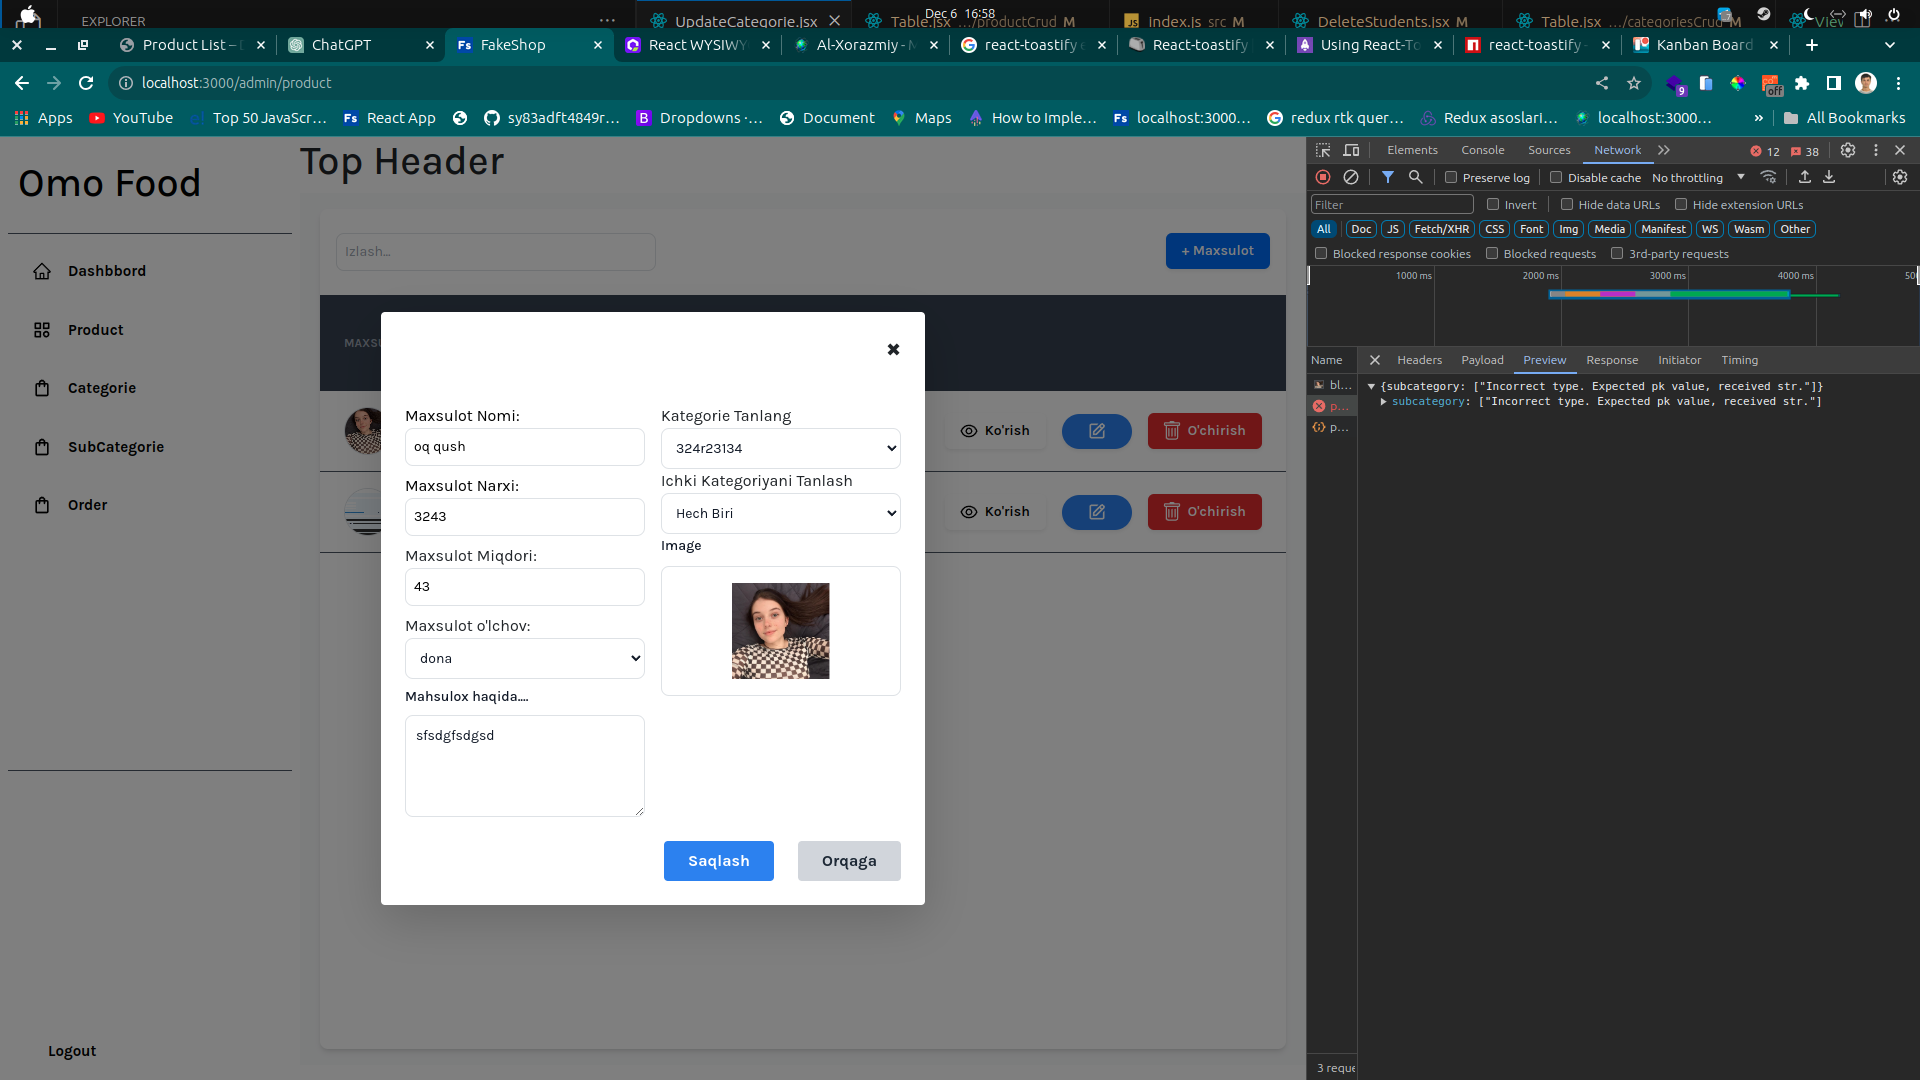 EXPLORER
UpdateCategorie.jsx
Table.jsx .../productCrud M
index.js src M
DeleteStudents.jsx M
Table.jsx .../categoriesCrud M
Dec 6 16:58
Product List –
ChatGPT
FakeShop
React WYSIWY
Al-Xorazmiy -
react-toastify
React-toastify
Using React-To
react-toastify -
Kanban Board
localhost:3000/admin/product
9
off
Apps
YouTube
Top 50 JavaScr...
React App
sy83adft4849r...
Dropdowns ·...
Document
Maps
How to Imple...
localhost:3000...
redux rtk quer...
Redux asoslari...
localhost:3000...
All Bookmarks
Omo Food
Dashbbord
Product
Categorie
SubCategorie
Order
Logout
Top Header
Izlash...
+ Maxsulot
MAXSU
Ko'rish
O'chirish
Ko'rish
O'chirish
Maxsulot Nomi:
oq qush
Maxsulot Narxi:
3243
Maxsulot Miqdori:
43
Maxsulot o'lchov:
dona
Mahsulox haqida....
sfsdgfsdgsd
Kategorie Tanlang
324r23134
Ichki Kategoriyani Tanlash
Hech Biri
Image
Saqlash
Orqaga
Elements
Console
Sources
Network
12
38
Preserve log
Disable cache
No throttling
Filter
Invert
Hide data URLs
Hide extension URLs
All
Doc
JS
Fetch/XHR
CSS
Font
Img
Media
Manifest
WS
Wasm
Other
Blocked response cookies
Blocked requests
3rd-party requests
1000 ms
2000 ms
3000 ms
4000 ms
Name
Headers
Payload
Preview
Response
Initiator
Timing
bl...
p...
p...
{subcategory: ["Incorrect type. Expected pk value, received str."]}
subcategory: ["Incorrect type. Expected pk value, received str."]
3 reque